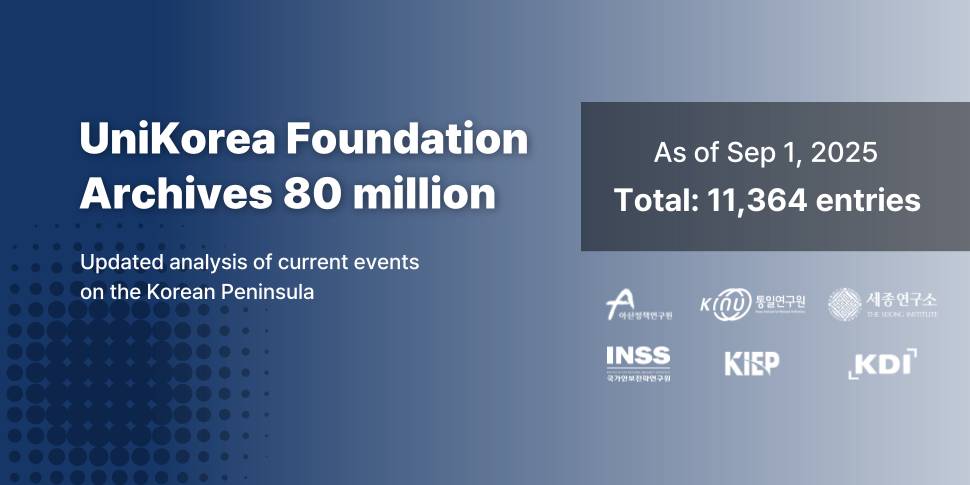 UniKorea Foundation
Archives 80 million
Updated analysis of current events
on the Korean Peninsula
As of Sep 1, 2025
Total: 11,364 entries
아산정책연구원
KINU 통일연구원
세종연구소
THE SEJONG INSTITUTE
INSS
국가안보전략연구원
KIEP
KDI